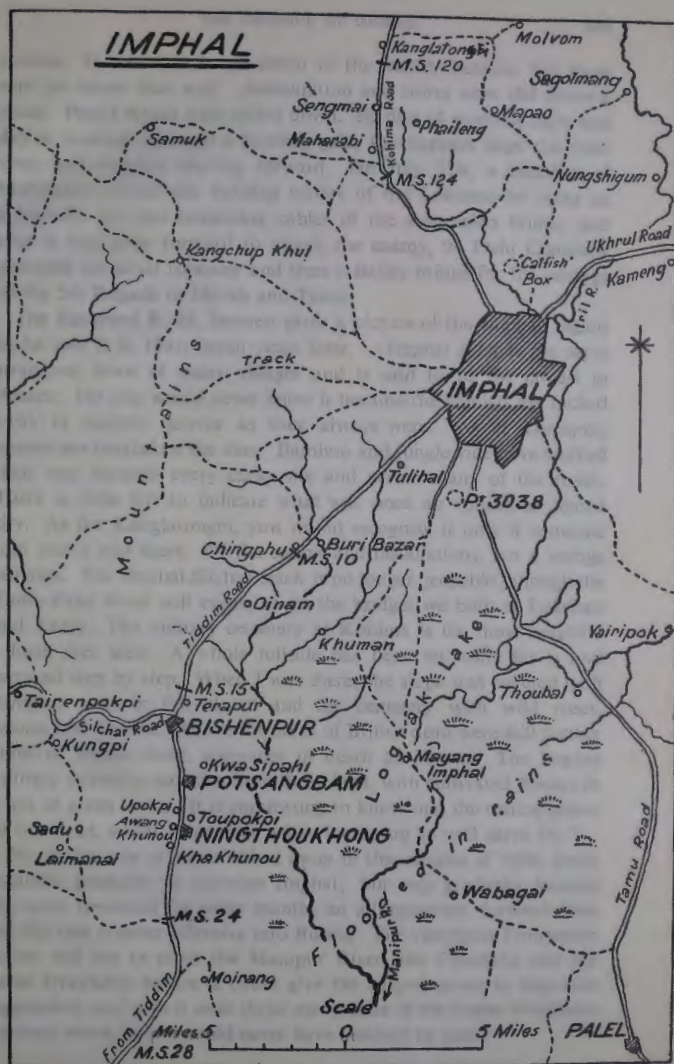 IMPHAL
Kanglatongbi
Molvom
M.S. 120
Sagolmang
Sengmai
Mapao
Samuk
Maharabi
Kohima Road
Phaileng
M.S. 124
Nungshigum
Kangchup Khul
Ukhrul Road
'Catfish' Box
Kameng
Iril R.
Track
IMPHAL
Mountains
Tulihal
Pt 3038
Chingphu
Buri Bazar
M.S. 10
Tiddim Road
Oinam
Khuman
Yairipok
Logtak Lake
M.S. 15
Terapur
Thoubal
Tairenpokpi
Silchar Road
BISHENPUR
Kungpi
Mayang Imphal
Kwa Sipahi
POTSANGBAM
Upokpi
Toupokpi
Awang Khunou
NINGTHOUKHONG
Sadu
Laimanai
Kha Khunou
Flooded in rains
Wabagai
Tamu Road
M.S. 24
Manipur R.
Moirang
Scale
From Tiddim
Miles 5 0 5 Miles
PALEL
M.S. 28